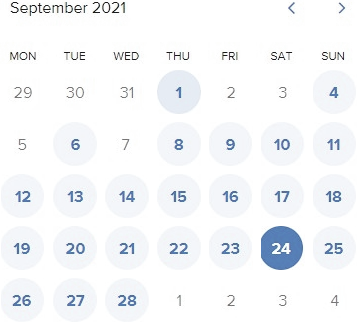 September 2021
MON TUE WED THU FRI SAT SUN
29 30 31 1 2 3 4
5 6 7 8 9 10 11
12 13 14 15 16 17 18
19 20 21 22 23 24 25
26 27 28 1 2 3 4